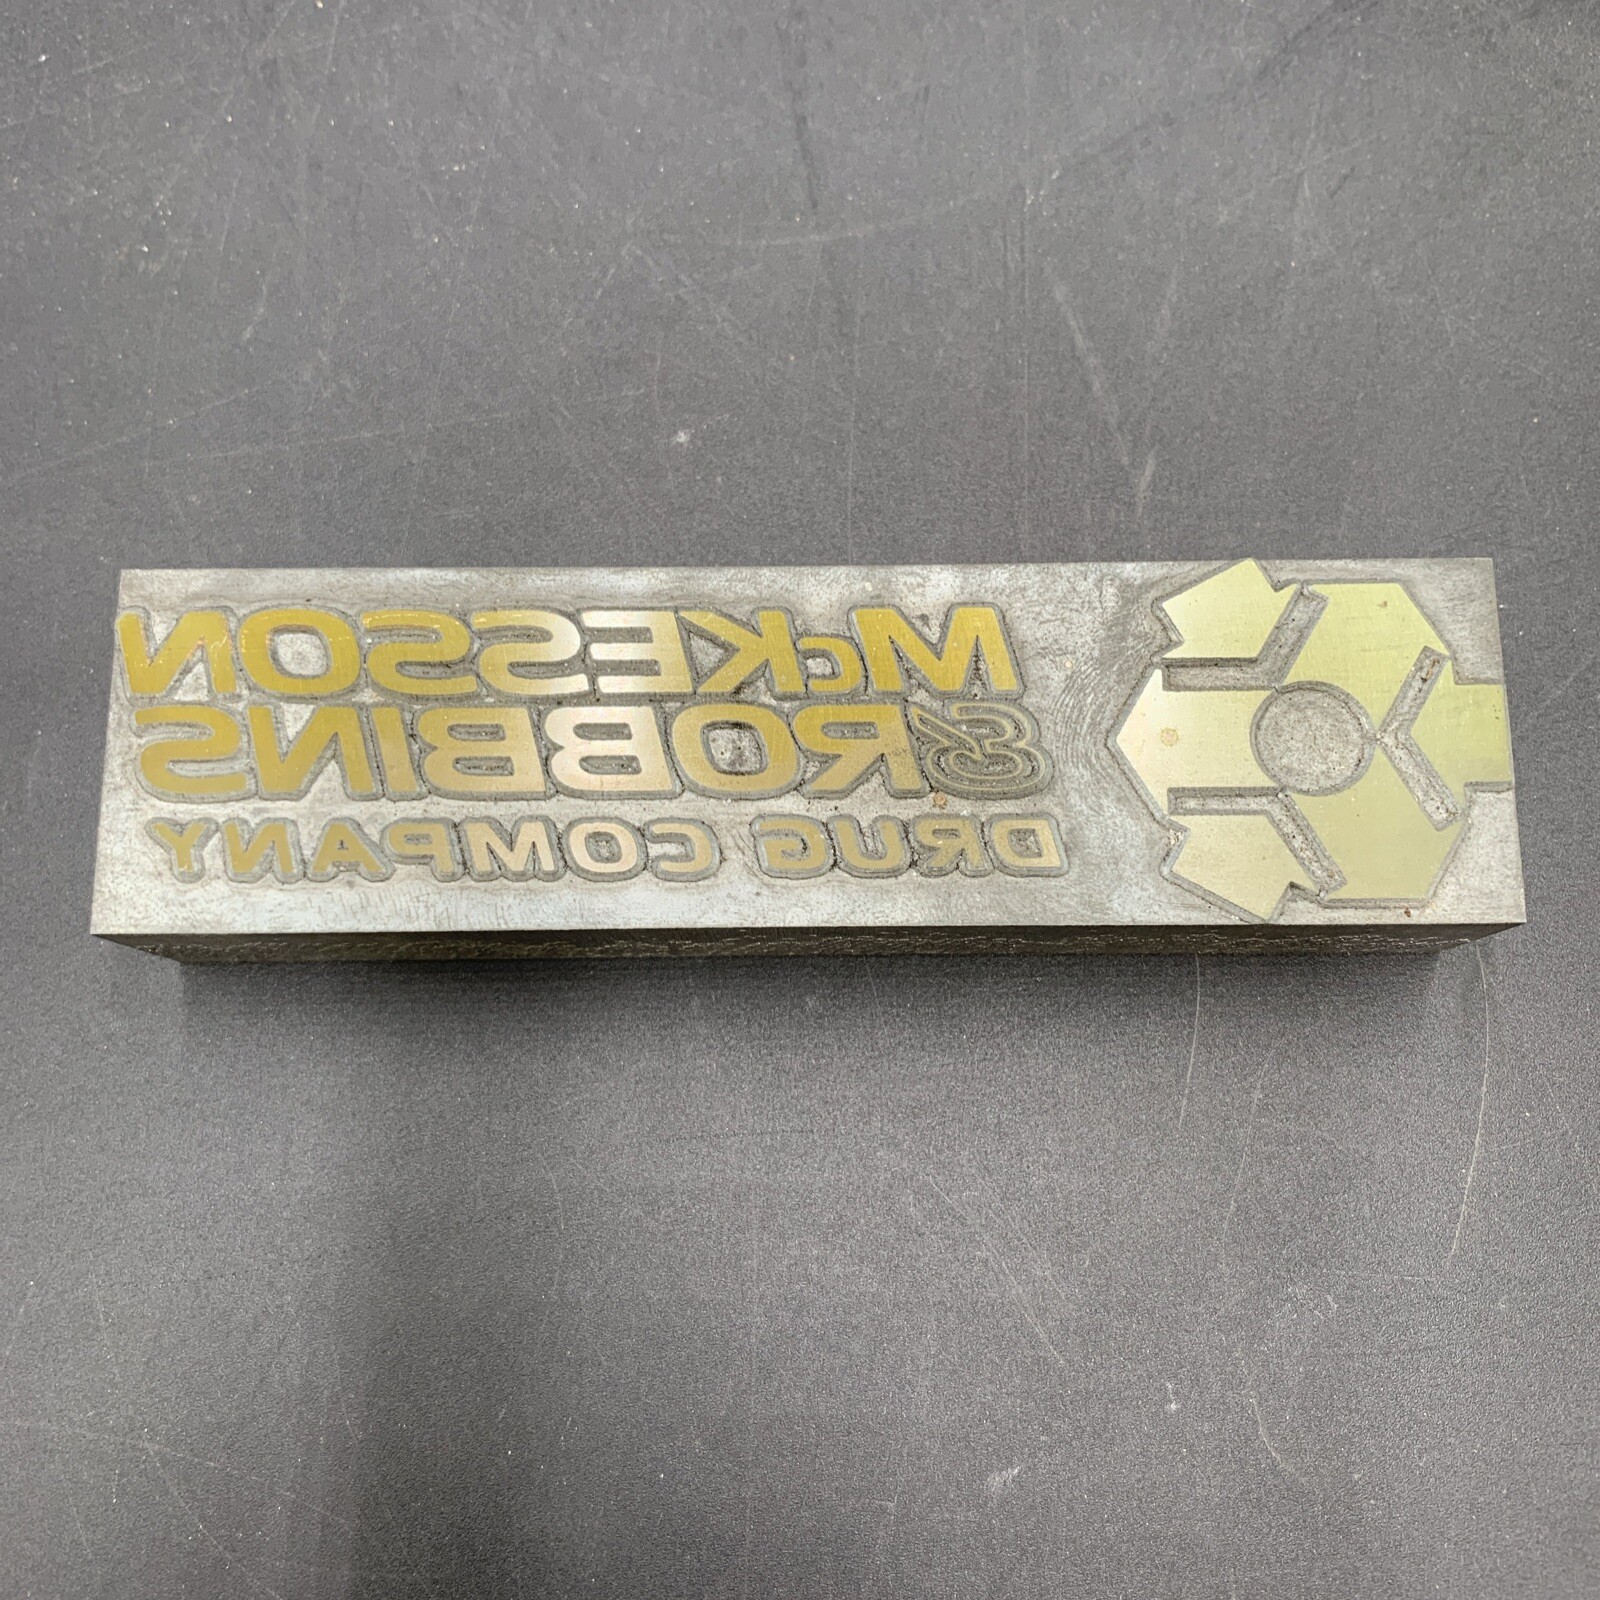 McKESSON
& ROBBINS
DRUG COMPANY